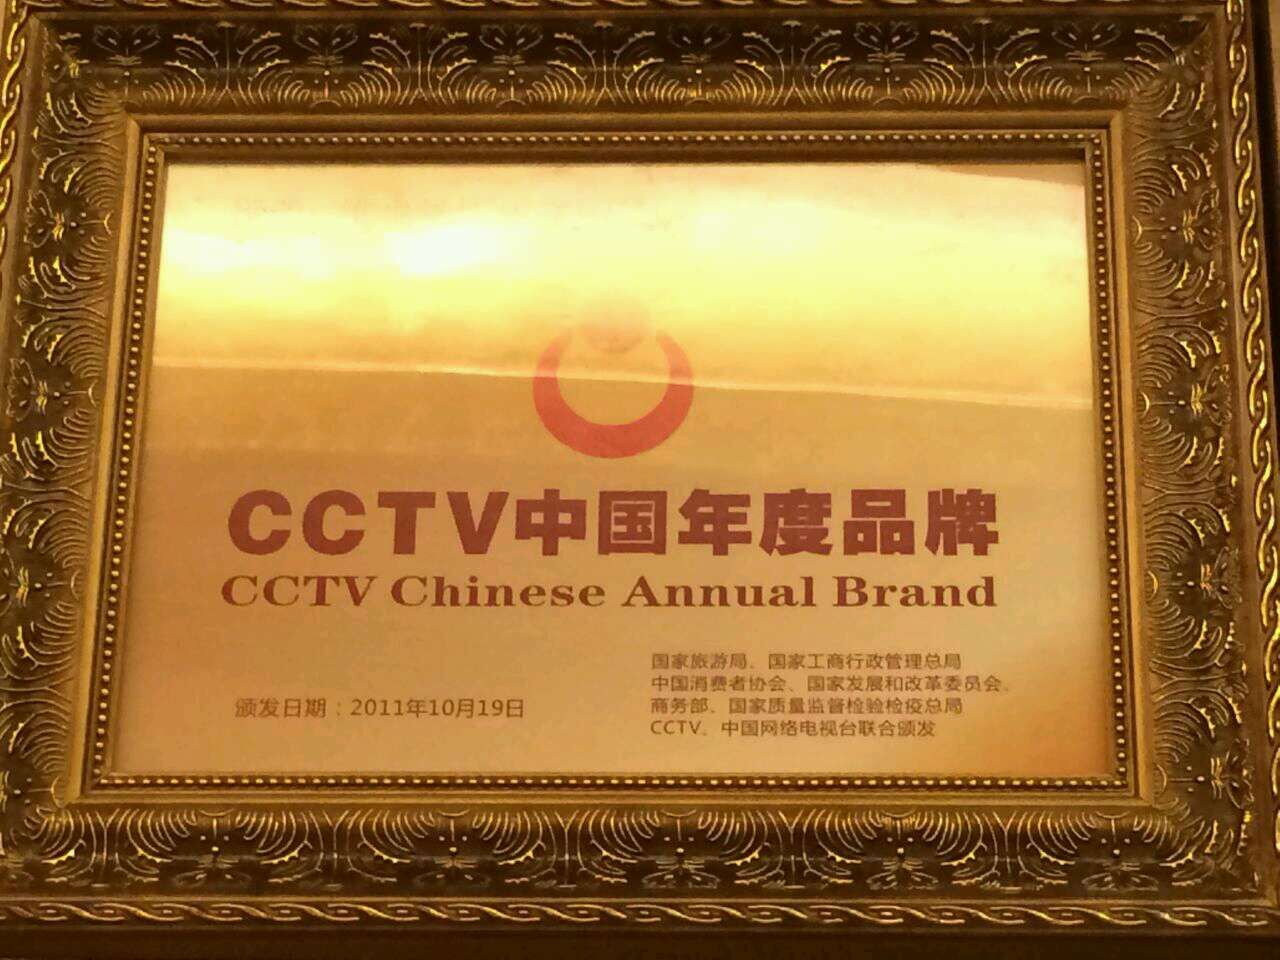 CCTV中国年度品牌
CCTV Chinese Annual Brand
颁发日期：2011年10月19日
国家旅游局、国家工商行政管理总局
中国消费者协会、国家发展和改革委员会、
商务部、国家质量监督检验检疫总局
CCTV、中国网络电视台联合颁发